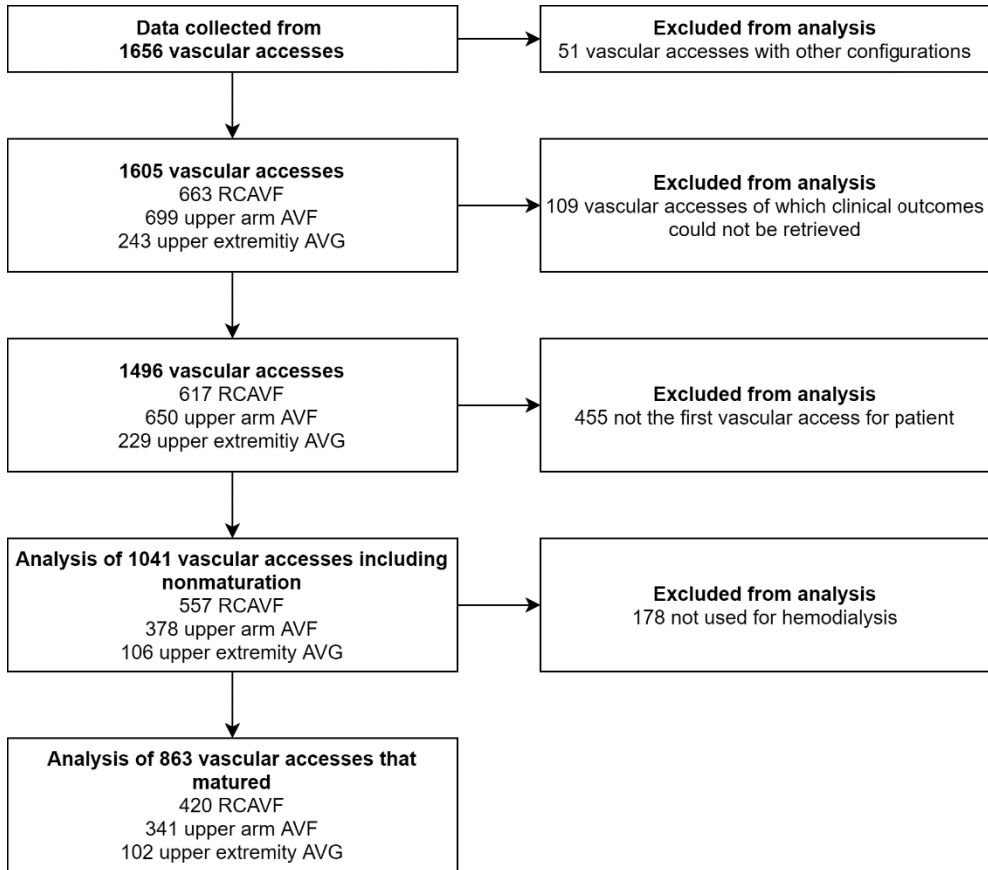 Data collected from
1656 vascular accesses
Excluded from analysis
51 vascular accesses with other configurations
1605 vascular accesses
663 RCAVF
699 upper arm AVF
243 upper extremitiy AVG
Excluded from analysis
109 vascular accesses of which clinical outcomes
could not be retrieved
1496 vascular accesses
617 RCAVF
650 upper arm AVF
229 upper extremitiy AVG
Excluded from analysis
455 not the first vascular access for patient
Analysis of 1041 vascular accesses including
nonmaturation
557 RCAVF
378 upper arm AVF
106 upper extremity AVG
Excluded from analysis
178 not used for hemodialysis
Analysis of 863 vascular accesses that
matured
420 RCAVF
341 upper arm AVF
102 upper extremity AVG